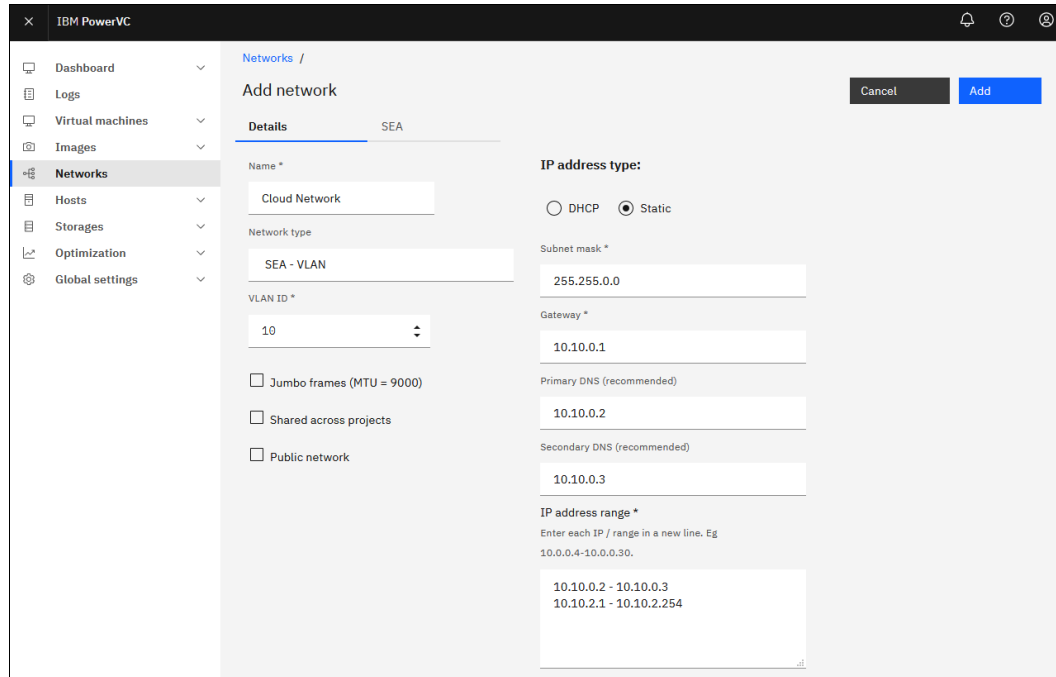 IBM PowerVC
Dashboard
Logs
Virtual machines
Images
Networks
Hosts
Storages
Optimization
Global settings
Networks /
Add network
Cancel
Add
Details
SEA
Name *
Cloud Network
Network type
SEA - VLAN
VLAN ID *
10
Jumbo frames (MTU = 9000)
Shared across projects
Public network
IP address type:
DHCP
Static
Subnet mask *
255.255.0.0
Gateway *
10.10.0.1
Primary DNS (recommended)
10.10.0.2
Secondary DNS (recommended)
10.10.0.3
IP address range *
Enter each IP / range in a new line. Eg
10.0.0.4-10.0.0.30.
10.10.0.2 - 10.10.0.3
10.10.2.1 - 10.10.2.254